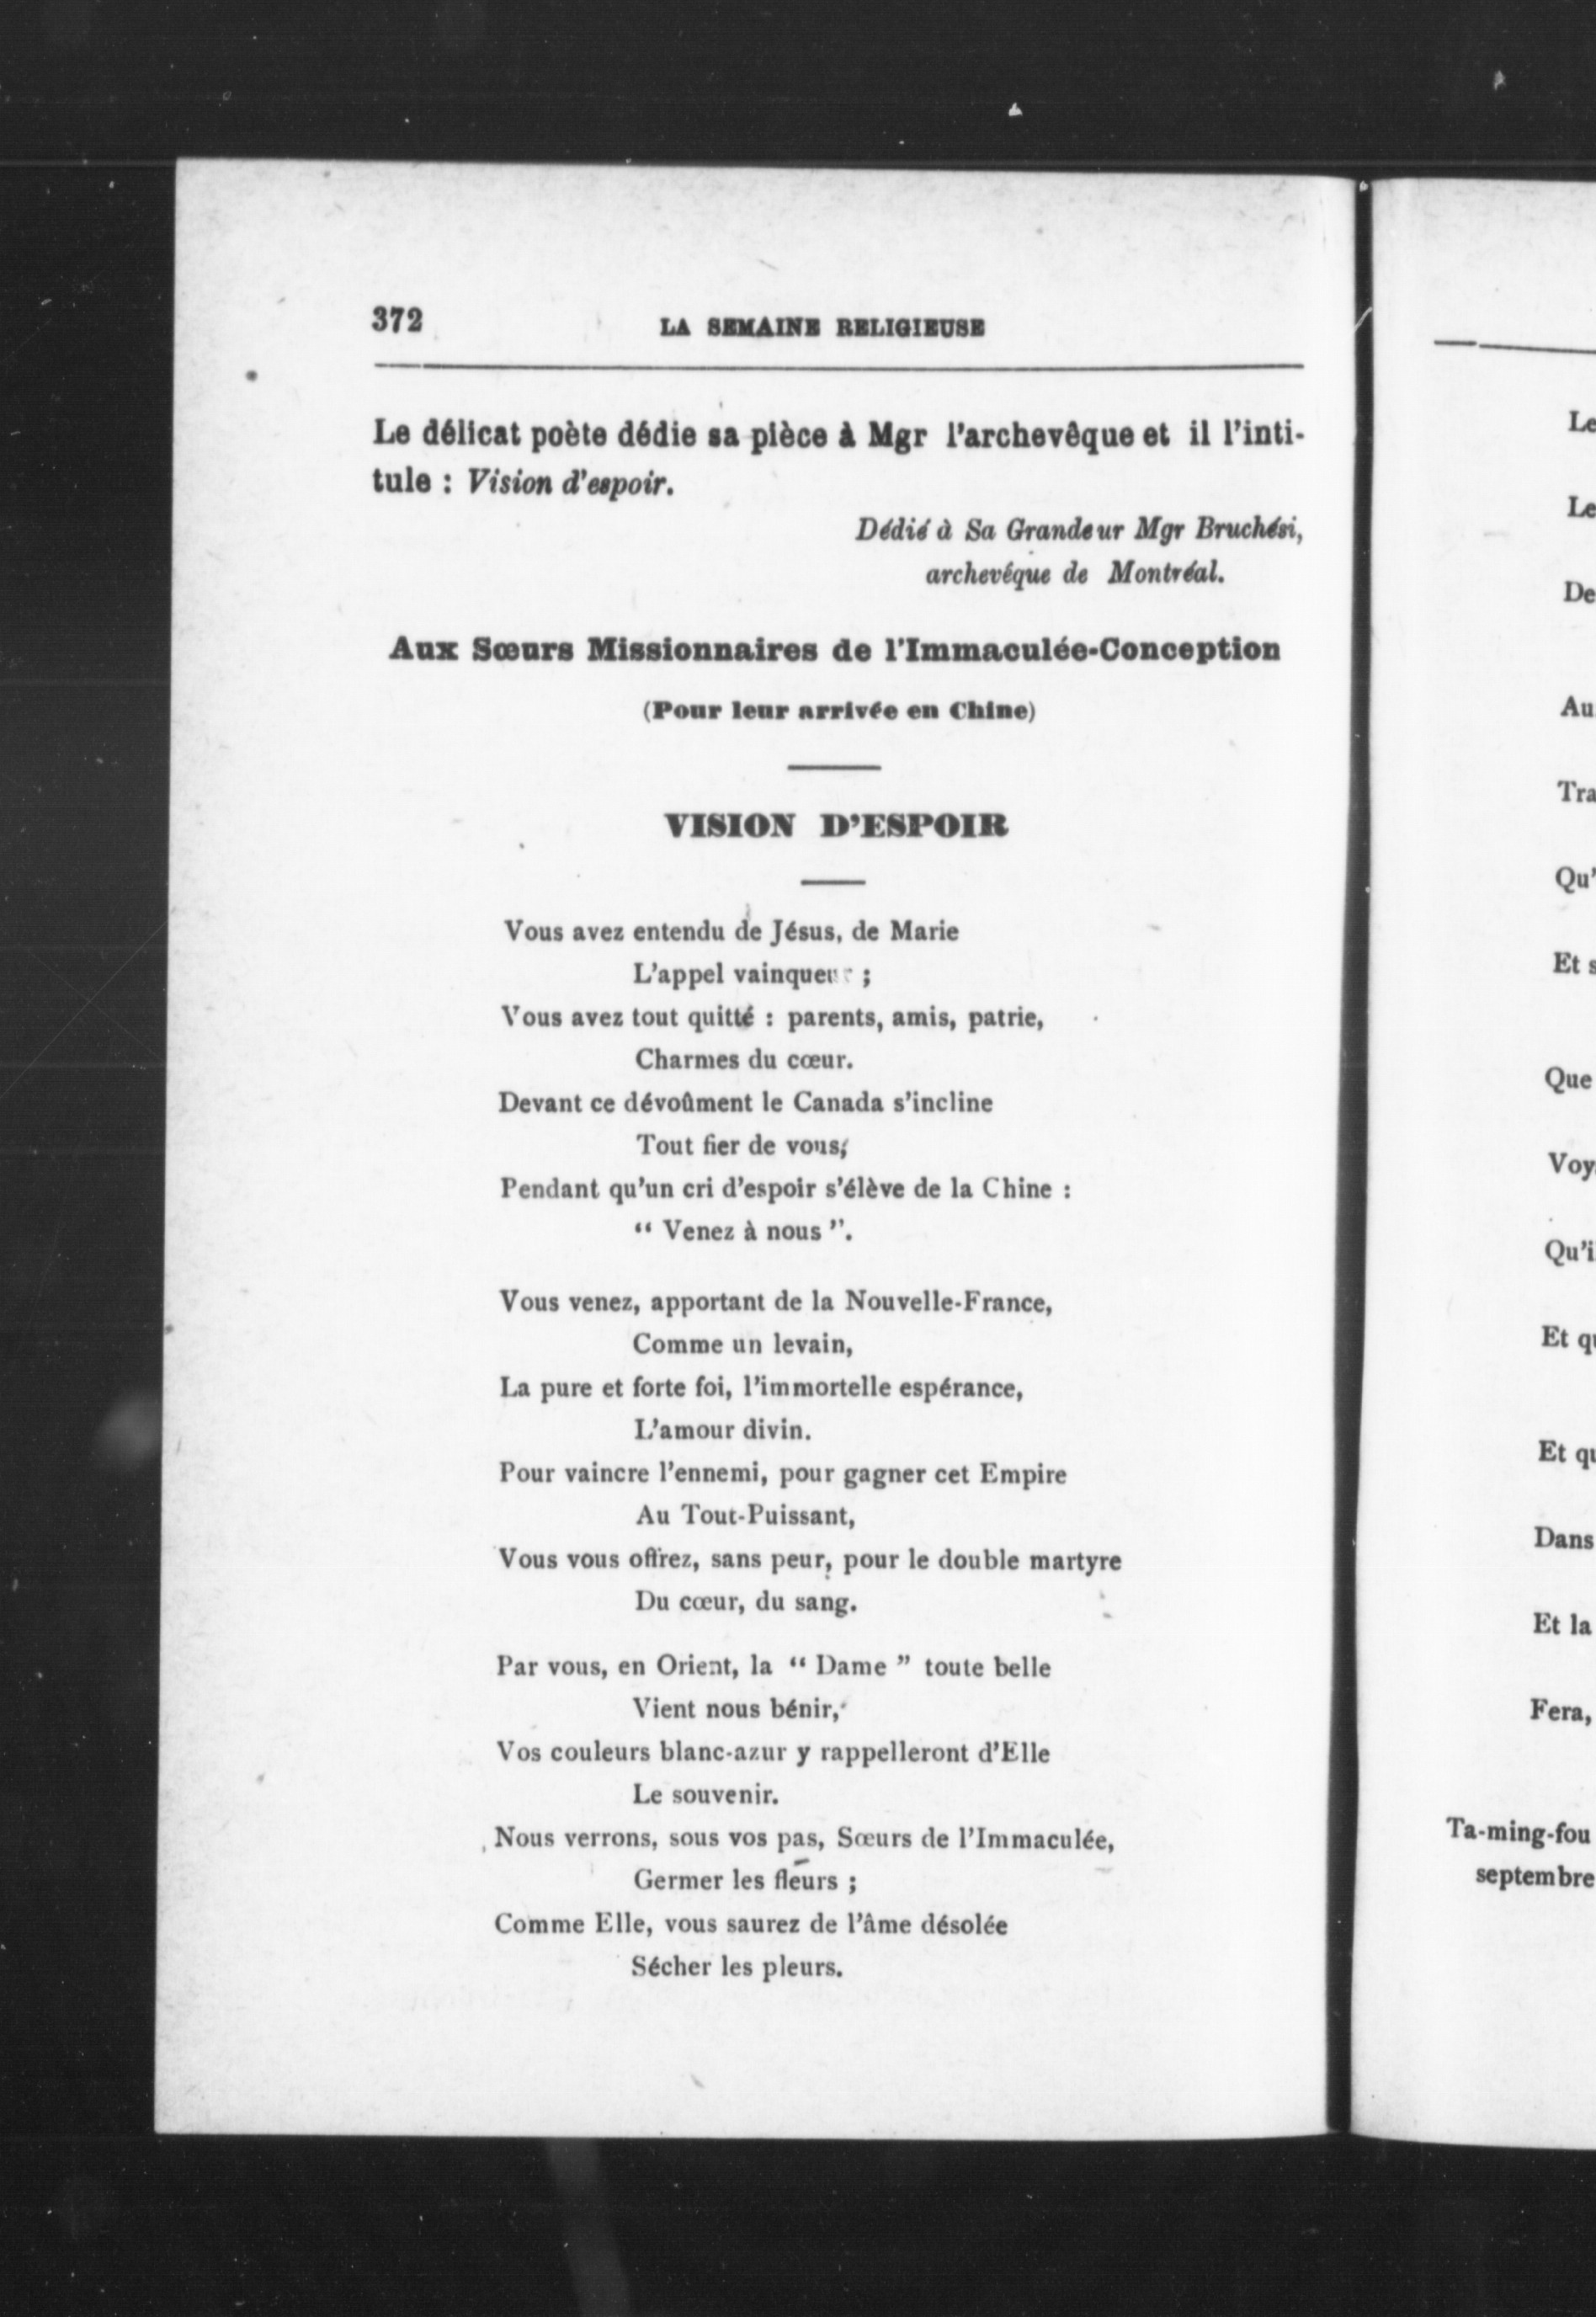 372 LA SEMAINE RELIGIEUSE
Le délicat poète dédie sa pièce à Mgr l'archevêque et il l'inti-
tule : Vision d'espoir.
Dédié à Sa Grandeur Mgr Bruchési,
archevêque de Montréal.
Aux Sœurs Missionnaires de l'Immaculée-Conception
(Pour leur arrivée en Chine)
VISION D'ESPOIR
Vous avez entendu de Jésus, de Marie
L'appel vainqueur ;
Vous avez tout quitté : parents, amis, patrie,
Charmes du cœur.
Devant ce dévoûment le Canada s'incline
Tout fier de vous;
Pendant qu'un cri d'espoir s'élève de la Chine :
“ Venez à nous ”.
Vous venez, apportant de la Nouvelle-France,
Comme un levain,
La pure et forte foi, l'immortelle espérance,
L'amour divin.
Pour vaincre l'ennemi, pour gagner cet Empire
Au Tout-Puissant,
Vous vous offrez, sans peur, pour le double martyre
Du cœur, du sang.
Par vous, en Orient, la “ Dame ” toute belle
Vient nous bénir,
Vos couleurs blanc-azur y rappelleront d'Elle
Le souvenir.
Nous verrons, sous vos pas, Sœurs de l'Immaculée,
Germer les fleurs ;
Comme Elle, vous saurez de l'âme désolée
Sécher les pleurs.
Le
Le
De
Au
Tra
Qu'
Et s
Que
Voy
Qu'i
Et qu
Et qu
Dans
Et la
Fera,
Ta-ming-fou
septembre